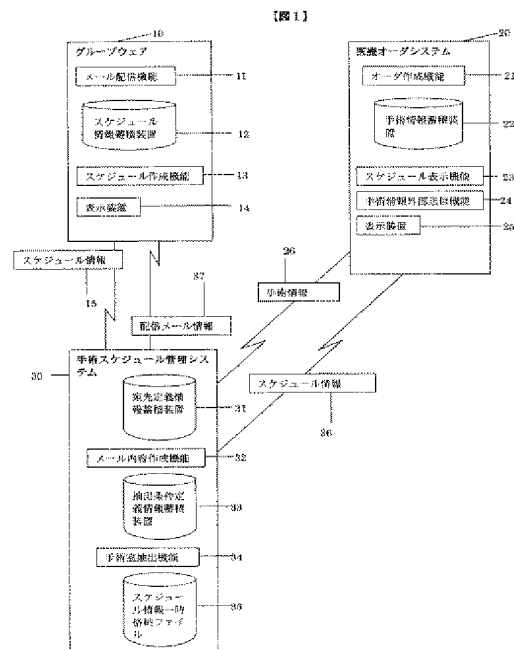 【図1】
10
グループウェア
メール配信機能
11
スケジュール
情報蓄積装置
12
スケジュール作成機能
13
表示装置
14
スケジュール情報
15
37
配信メール情報
20
医療オーダシステム
オーダ作成機能
21
手術情報蓄積装
置
22
スケジュール表示機能
23
手術情報外部送信機能
24
表示装置
25
26
手術情報
スケジュール情報
36
30
手術スケジュール管理システ
ム
宛先定義情
報蓄積装置
31
メール内容作成機能
32
抽出条件定
義情報蓄積
装置
33
手術室抽出機能
34
スケジュー
ル情報一時
格納ファイ
ル
35